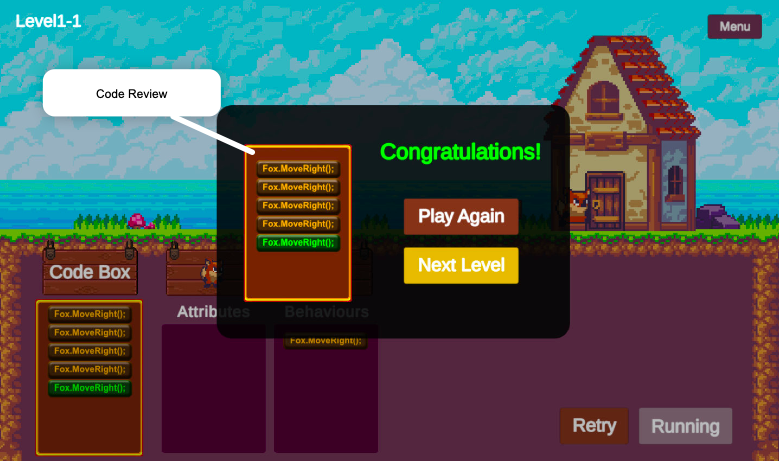 Level1-1
Menu
Code Review
Congratulations!
Fox.MoveRight();
Fox.MoveRight();
Fox.MoveRight();
Fox.MoveRight();
Fox.MoveRight();
Play Again
Next Level
Code Box
Attributes
Behaviours
Fox.MoveRight();
Fox.MoveRight();
Fox.MoveRight();
Fox.MoveRight();
Fox.MoveRight();
Fox.MoveRight();
Retry
Running